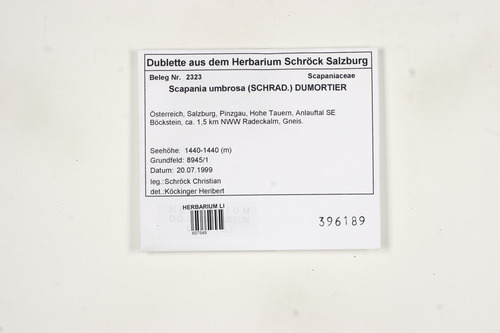 Dublette aus dem Herbarium Schröck Salzburg
Beleg Nr. 2323 Scapaniaceae
Scapania umbrosa (SCHRAD.) DUMORTIER
Österreich, Salzburg, Pinzgau, Hohe Tauern, Anlauftal SE
Böckstein, ca. 1,5 km NWW Radeckalm, Gneis.
Seehöhe: 1440-1440 (m)
Grundfeld: 8945/1
Datum: 20.07.1999
leg.:Schröck Christian
det.:Köckinger Heribert
HERBARIUM LI
657549
396189